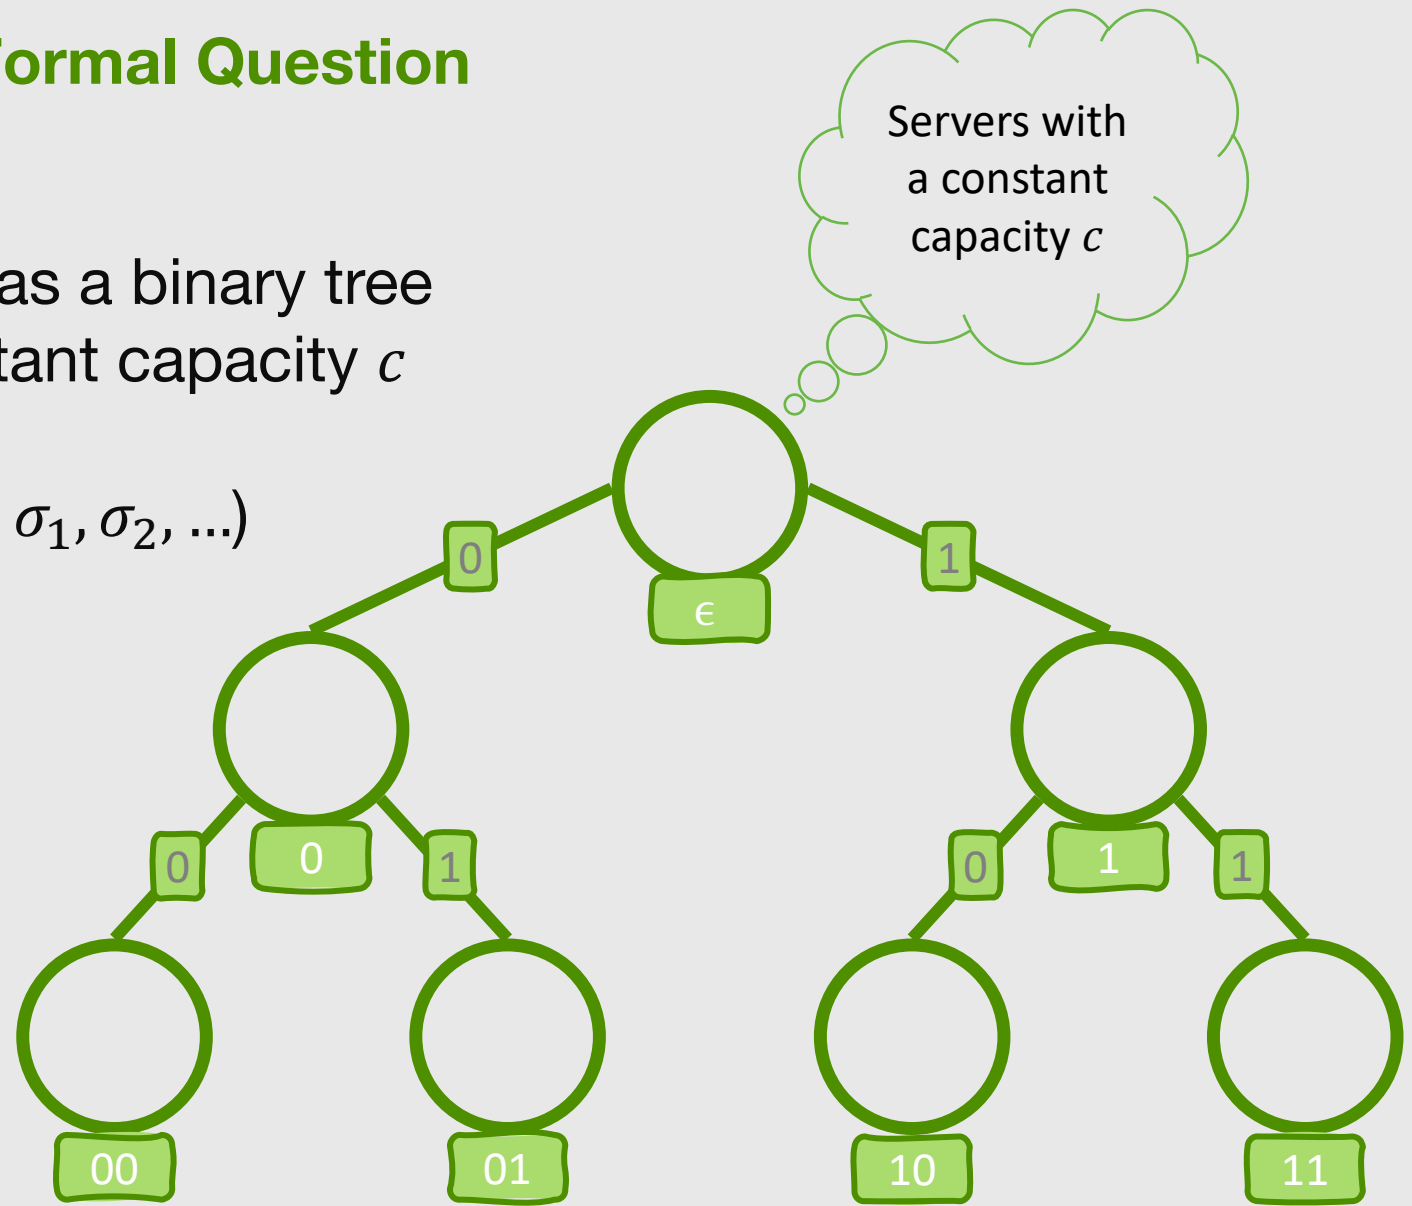 ormal Question
Servers with
a constant
capacity c
as a binary tree
tant capacity c
σ₁, σ₂, …)
0
1
ϵ
0
0
1
0
1
1
00
01
10
11